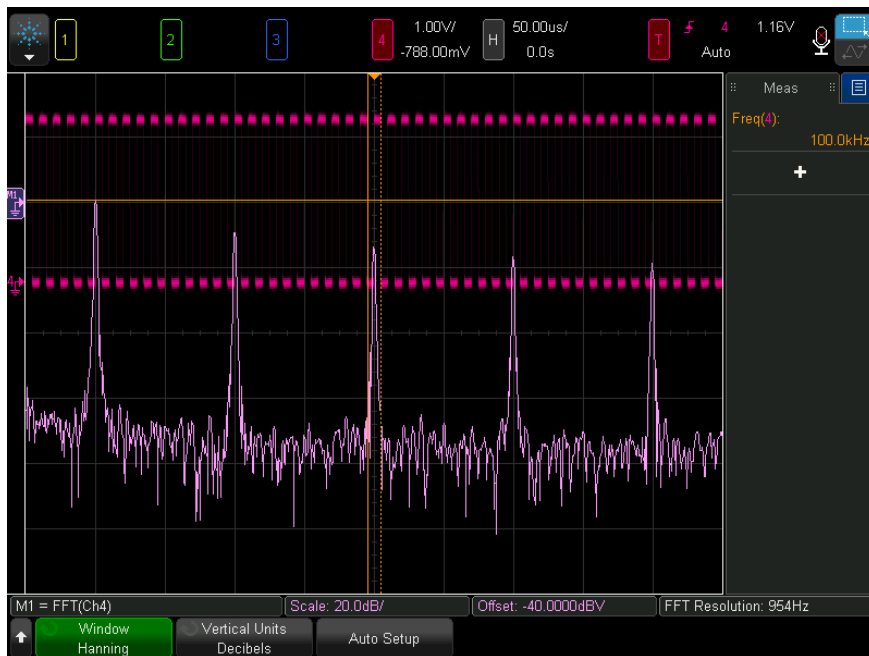 1
2
3
4
1.00V/
-788.00mV
H
50.00us/
0.0s
T
4
1.16V
Auto
Meas
Freq(4):
100.0kHz
+
M1
4
M1 = FFT(Ch4)
Scale: 20.0dB/
Offset: -40.0000dBV
FFT Resolution: 954Hz
Window
Hanning
Vertical Units
Decibels
Auto Setup